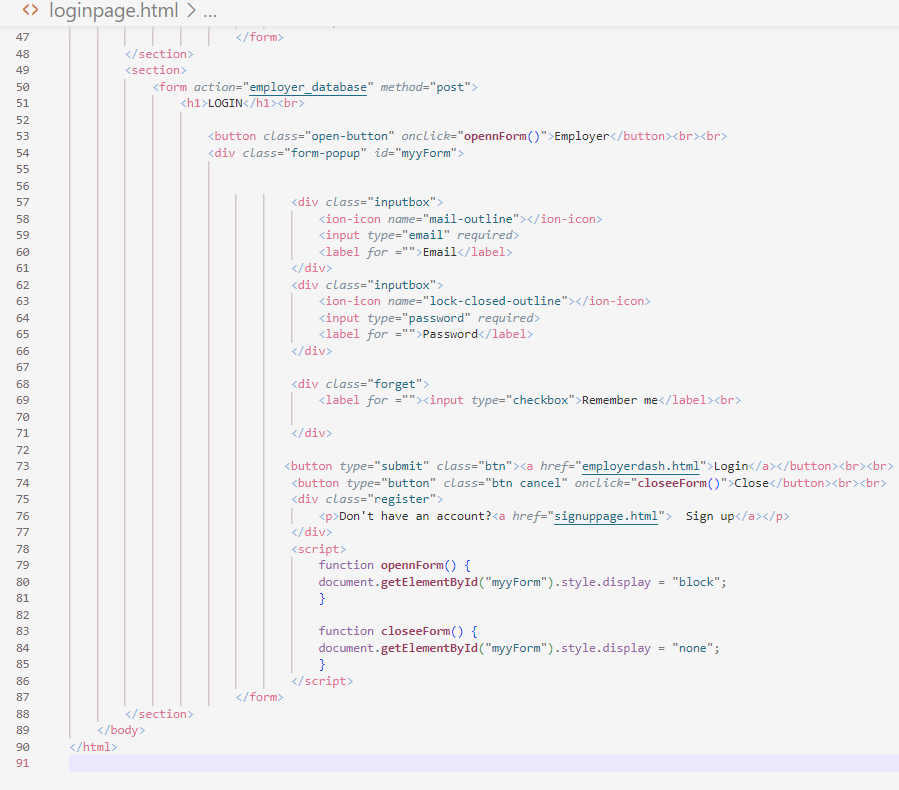 <> loginpage.html > ...
47 </form>
48 </section>
49 <section>
50 <form action="employer_database" method="post">
51 <h1>LOGIN</h1><br>
52
53 <button class="open-button" onclick="opennForm()">Employer</button><br><br>
54 <div class="form-popup" id="myyForm">
55
56
57 <div class="inputbox">
58 <ion-icon name="mail-outline"></ion-icon>
59 <input type="email" required>
60 <label for ="">Email</label>
61 </div>
62 <div class="inputbox">
63 <ion-icon name="lock-closed-outline"></ion-icon>
64 <input type="password" required>
65 <label for ="">Password</label>
66 </div>
67
68 <div class="forget">
69 <label for =""><input type="checkbox">Remember me</label><br>
70
71 </div>
72
73 <button type="submit" class="btn"><a href="employerdash.html">Login</a></button><br><br>
74 <button type="button" class="btn cancel" onclick="closeeForm()">Close</button><br><br>
75 <div class="register">
76 <p>Don't have an account?<a href="signuppage.html">  Sign up</a></p>
77 </div>
78 <script>
79 function opennForm() {
80 document.getElementById("myyForm").style.display = "block";
81 }
82
83 function closeeForm() {
84 document.getElementById("myyForm").style.display = "none";
85 }
86 </script>
87 </form>
88 </section>
89 </body>
90 </html>
91